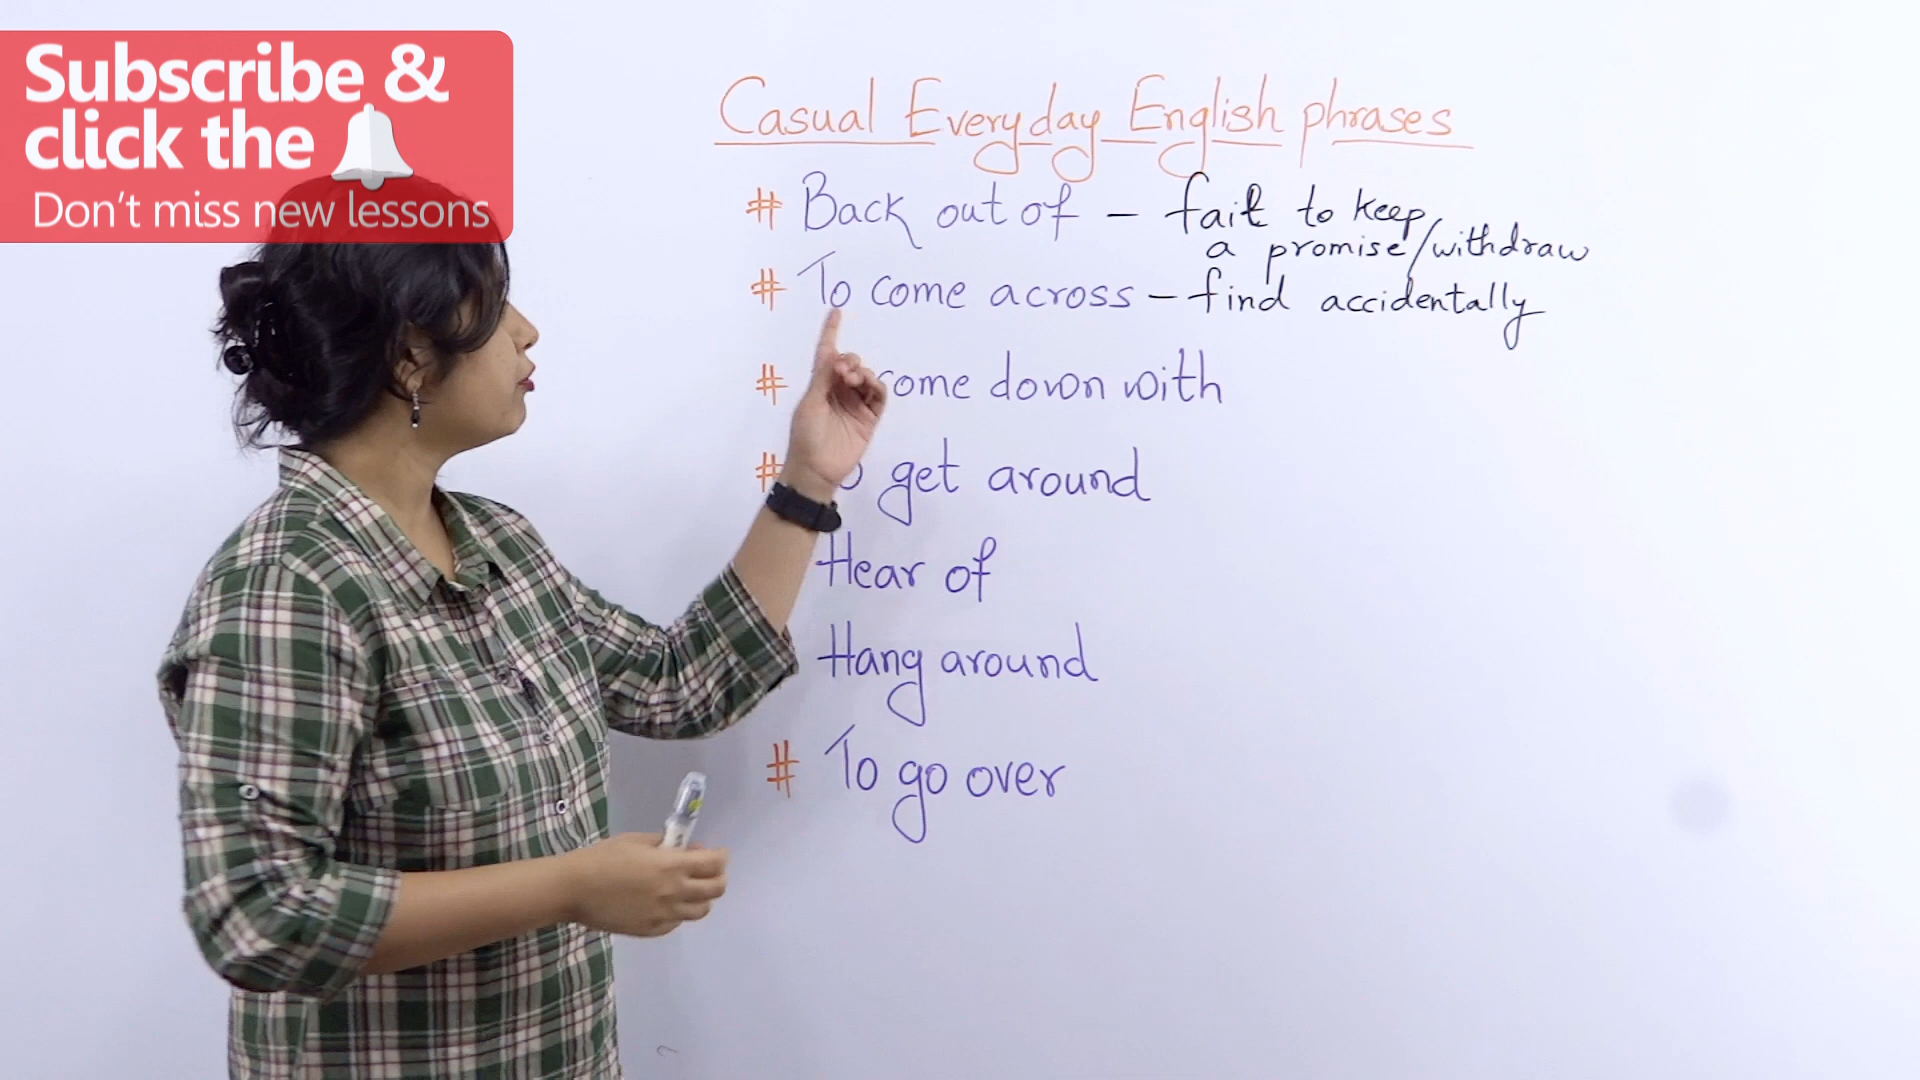 Subscribe &
click the
Don't miss new lessons
Casual Everyday English phrases
# Back out of – fail to keep
a promise/withdraw
# To come across – find accidentally
# come down with
# get around
Hear of
Hang around
# To go over